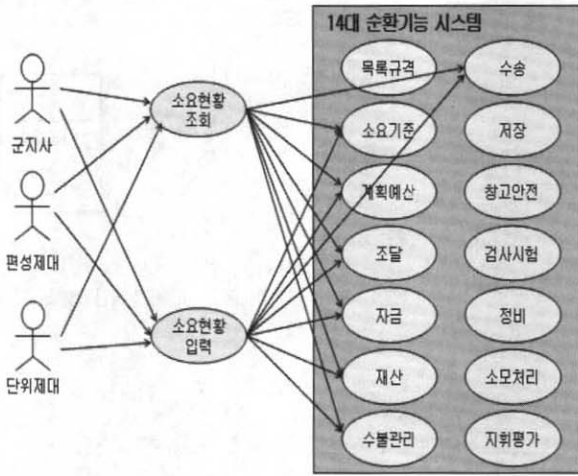 14대 순환기능 시스템
목록규격
수송
소요현황
조회
소요기준
저장
군지사
계획예산
창고안전
편성제대
조달
검사시험
소요현황
입력
자금
정비
단위제대
재산
소모처리
수불관리
지휘평가